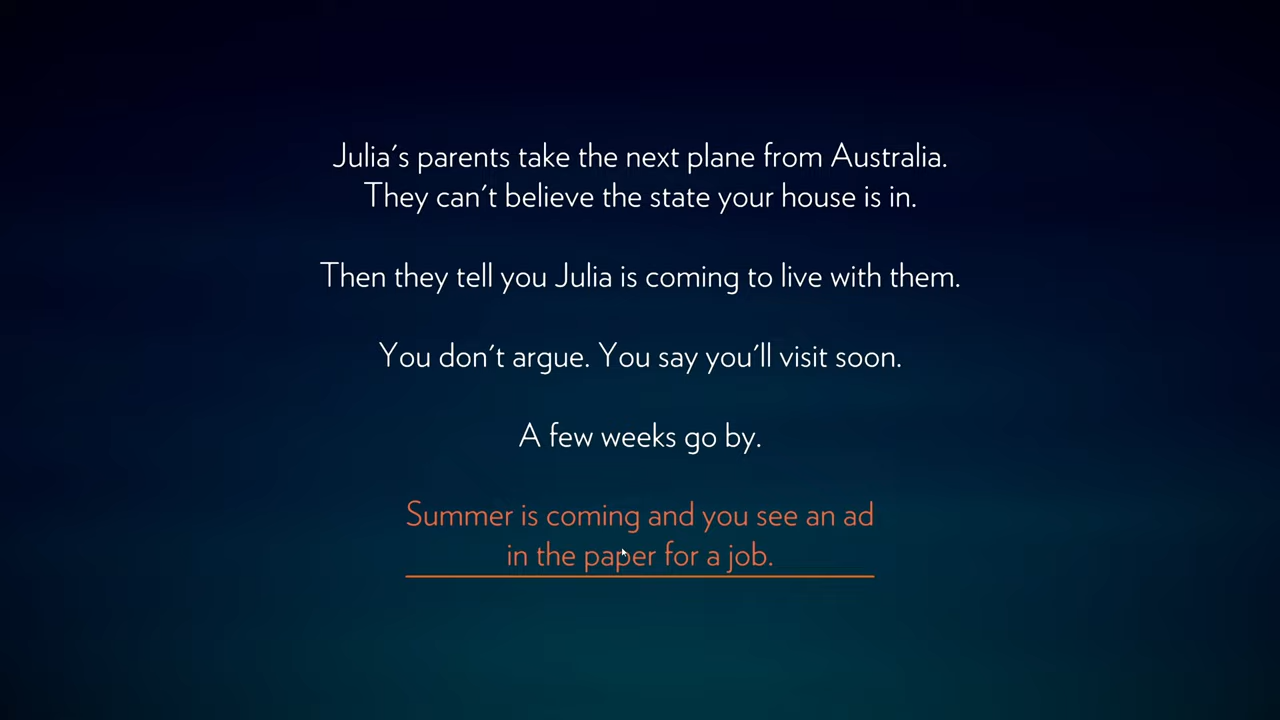 Julia's parents take the next plane from Australia.
They can't believe the state your house is in.
Then they tell you Julia is coming to live with them.
You don't argue. You say you'll visit soon.
A few weeks go by.
Summer is coming and you see an ad
in the paper for a job.